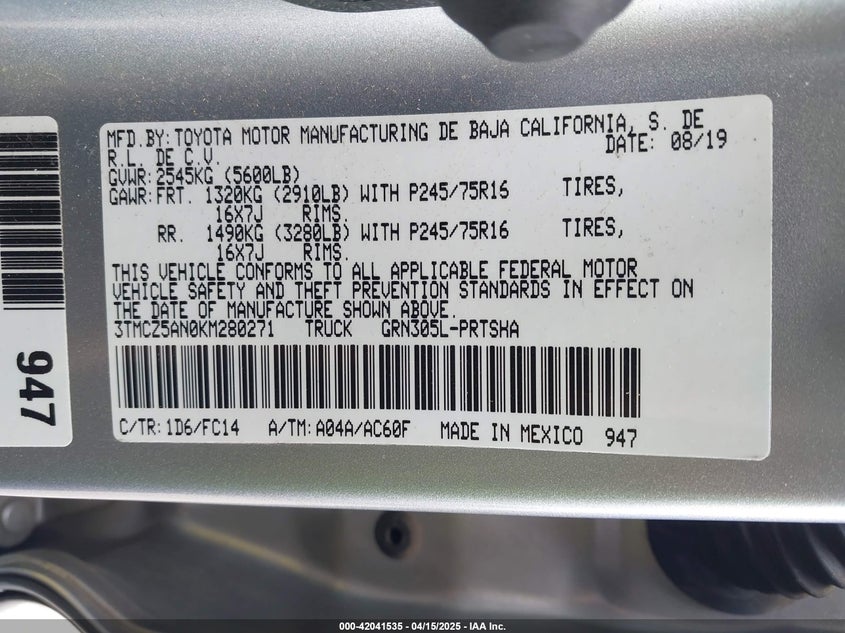 MFD.BY: TOYOTA MOTOR MANUFACTURING DE BAJA CALIFORNIA, S. DE
R.L. DE C.V. DATE: 08/19
GVWR: 2545KG (5600LB)
GAWR: FRT. 1320KG (2910LB) WITH P245/75R16 TIRES,
16X7J RIMS.
RR. 1490KG (3280LB) WITH P245/75R16 TIRES,
16X7J RIMS.
THIS VEHICLE CONFORMS TO ALL APPLICABLE FEDERAL MOTOR
VEHICLE SAFETY AND THEFT PREVENTION STANDARDS IN EFFECT ON
THE DATE OF MANUFACTURE SHOWN ABOVE.
3TMCZ5AN0KM280271 TRUCK GRN305L-PRTSHA
C/TR: 1D6/FC14 A/TM: A04A/AC60F MADE IN MEXICO 947
947
000-42041535 - 04/15/2025 - IAA Inc.